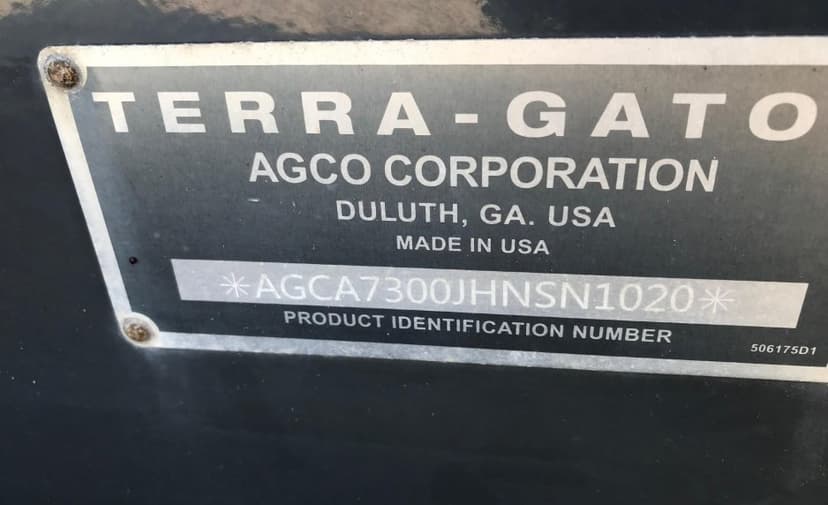 TERRA-GATO
AGCO CORPORATION
DULUTH, GA. USA
MADE IN USA
*AGCA7300JHNSN1020*
PRODUCT IDENTIFICATION NUMBER
506175D1